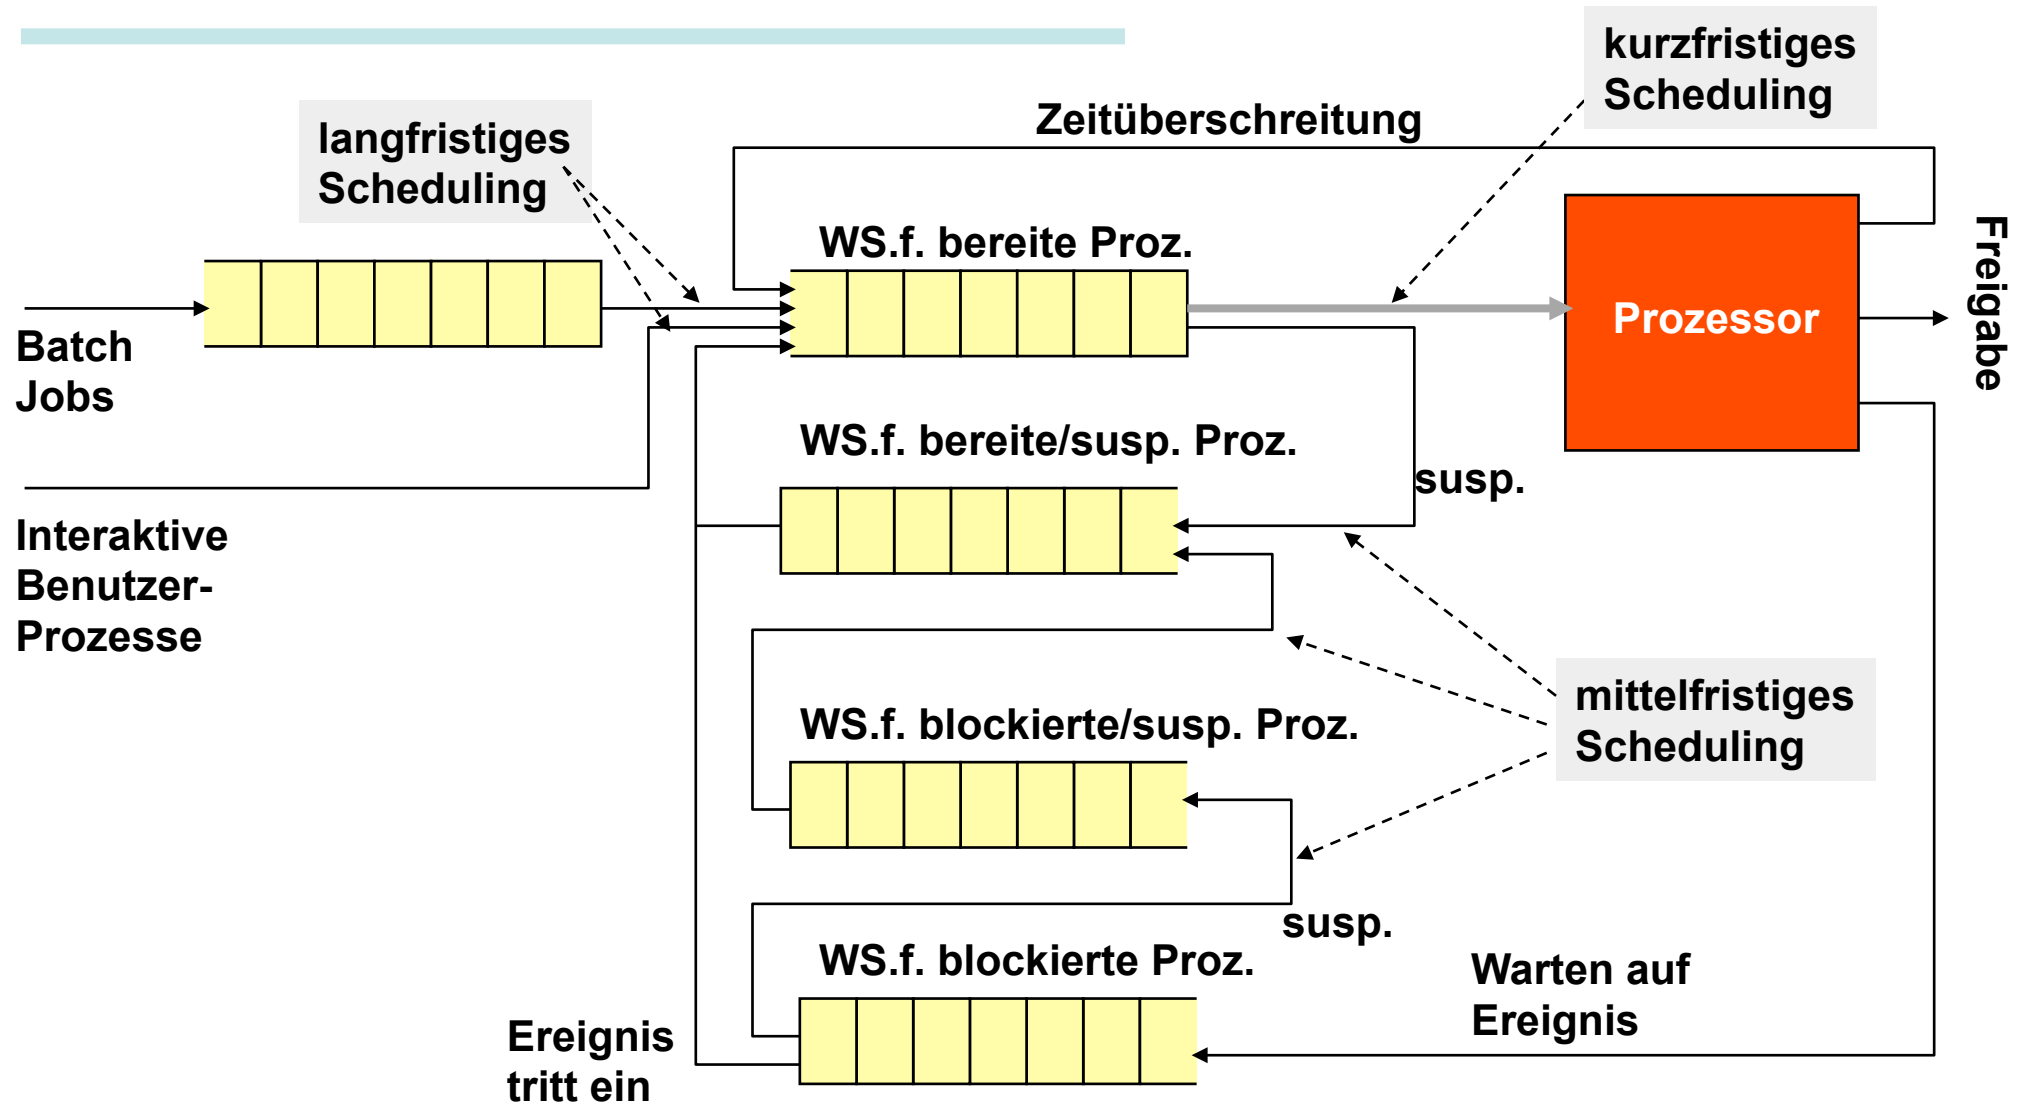 kurzfristiges
Scheduling
Zeitüberschreitung
langfristiges
Scheduling
WS.f. bereite Proz.
Freigabe
Prozessor
Batch
Jobs
WS.f. bereite/susp. Proz.
susp.
Interaktive
Benutzer-
Prozesse
mittelfristiges
Scheduling
WS.f. blockierte/susp. Proz.
susp.
WS.f. blockierte Proz.
Warten auf
Ereignis
Ereignis
tritt ein